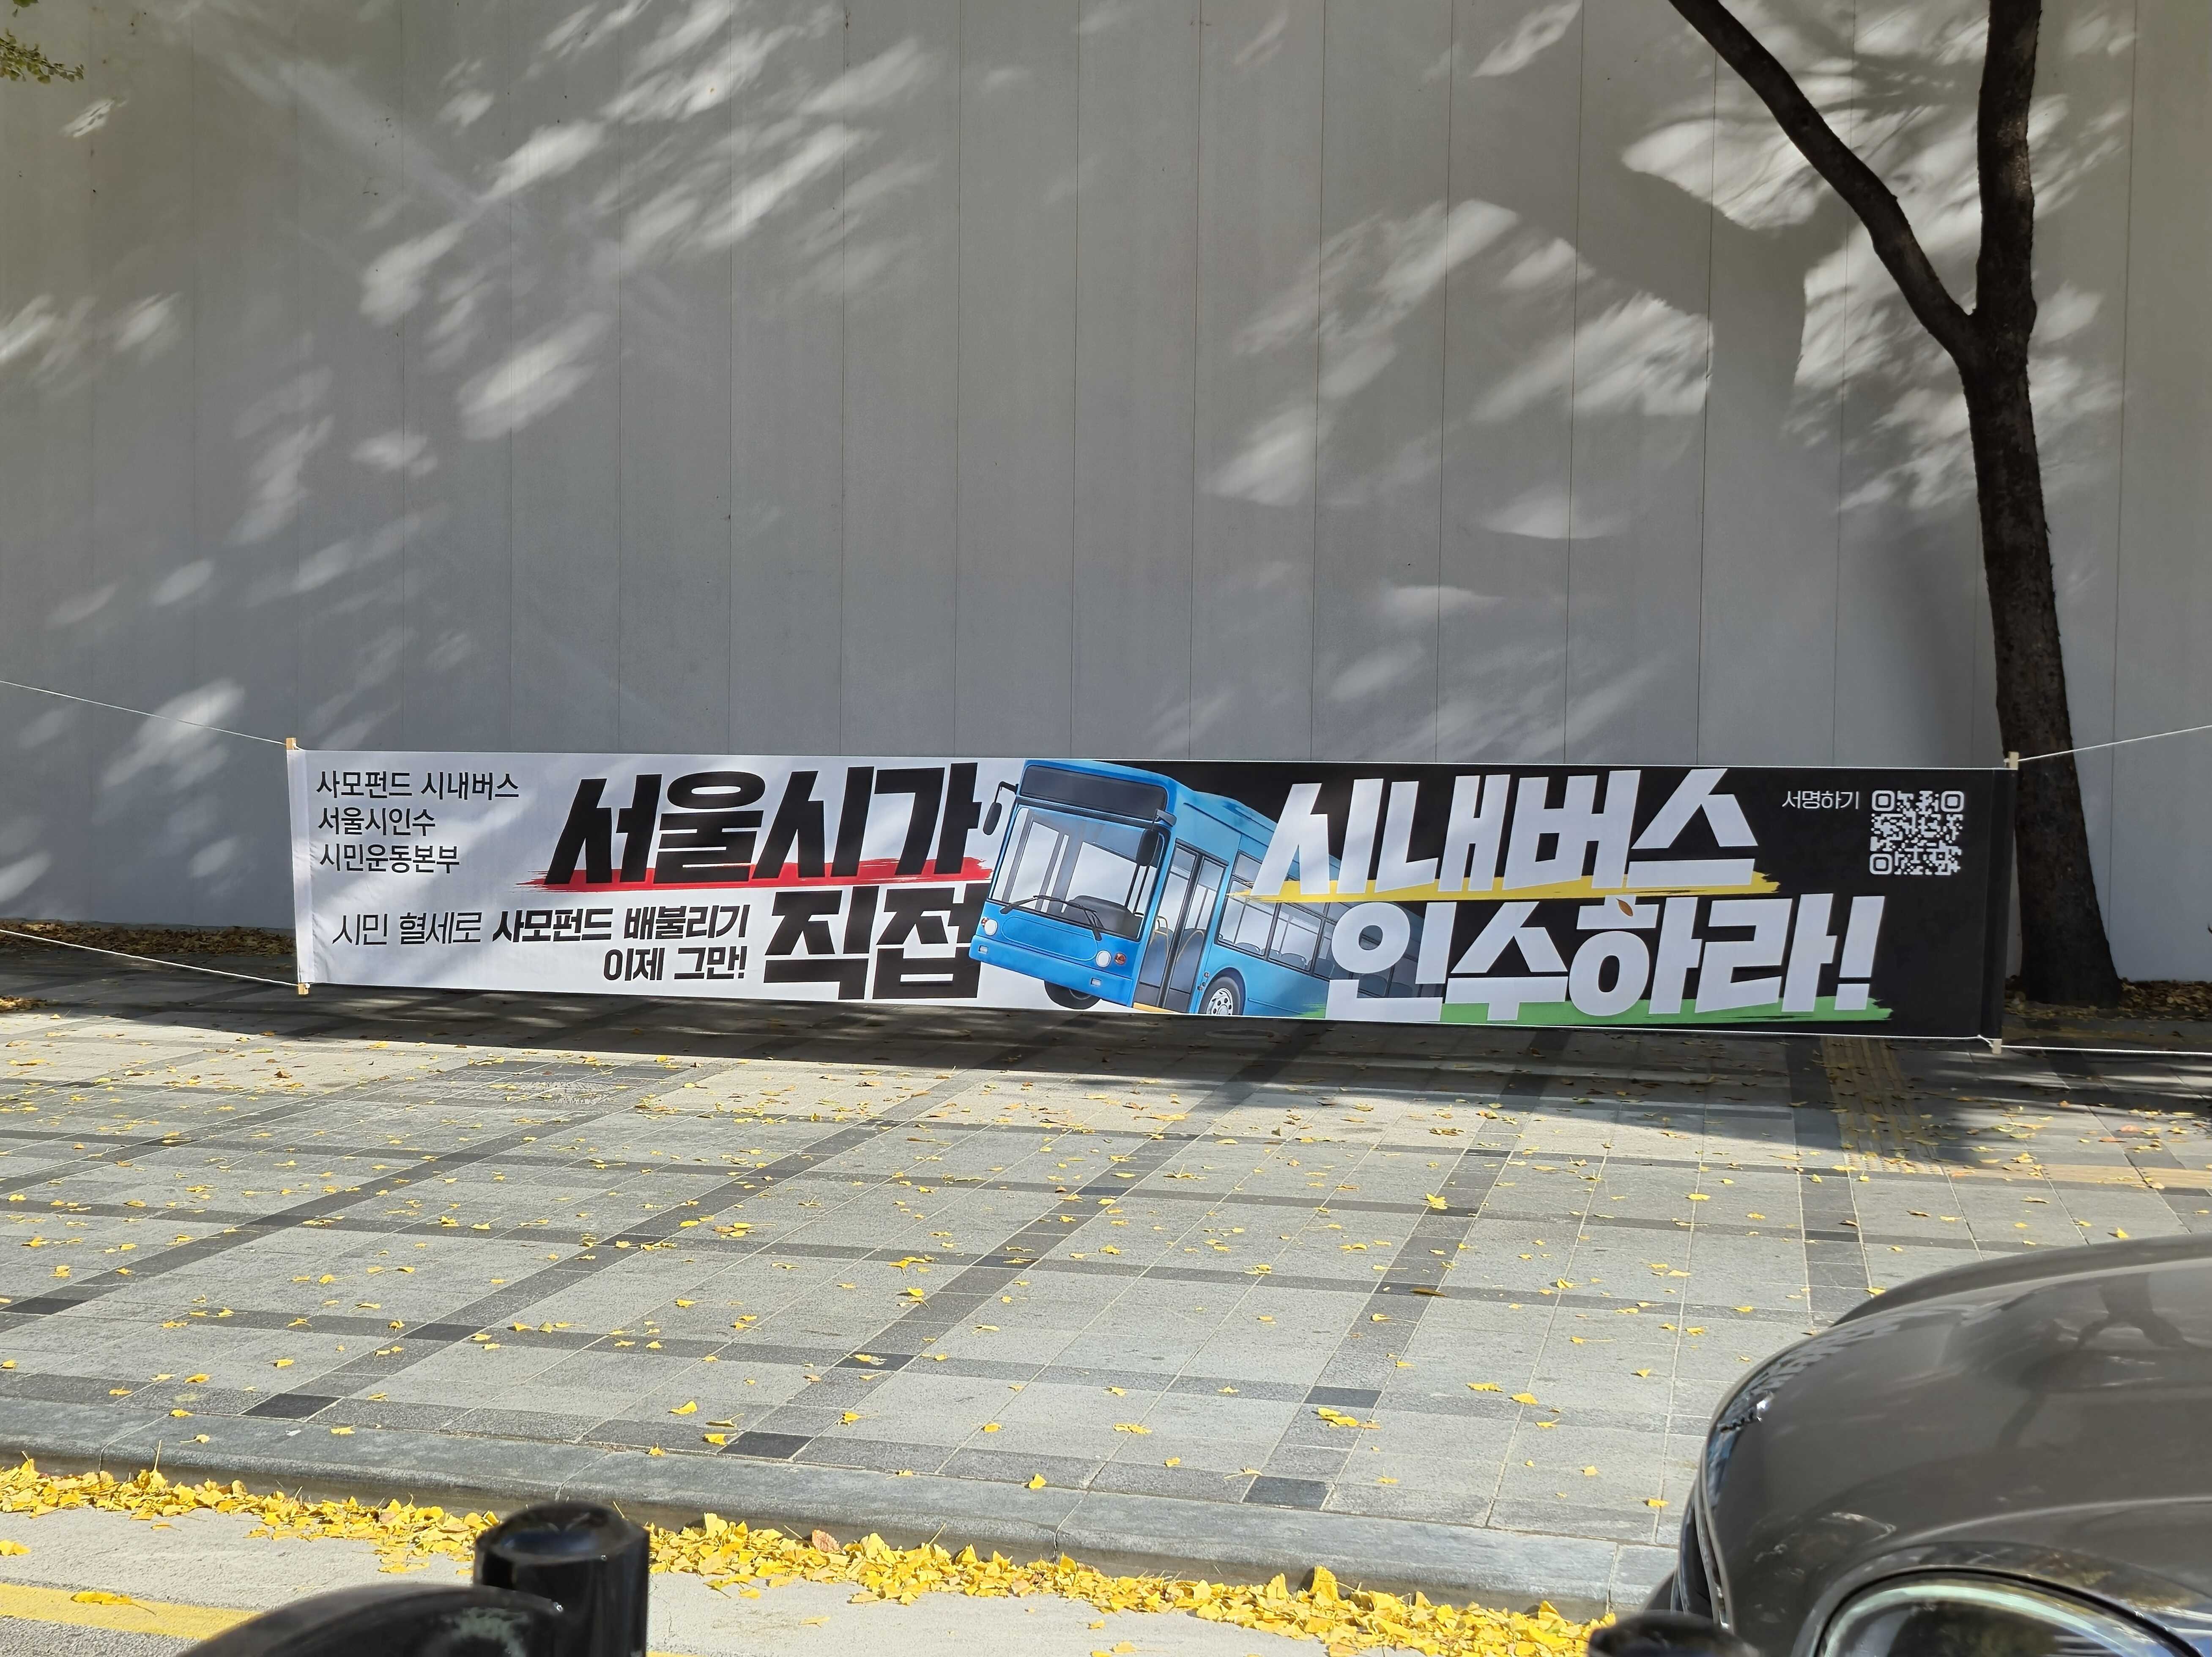 사모펀드 시내버스
서울시인수
시민운동본부
시민 혈세로 사모펀드 배불리기
이제 그만!
서울시가
직접
시내버스
인수하라!
서명하기